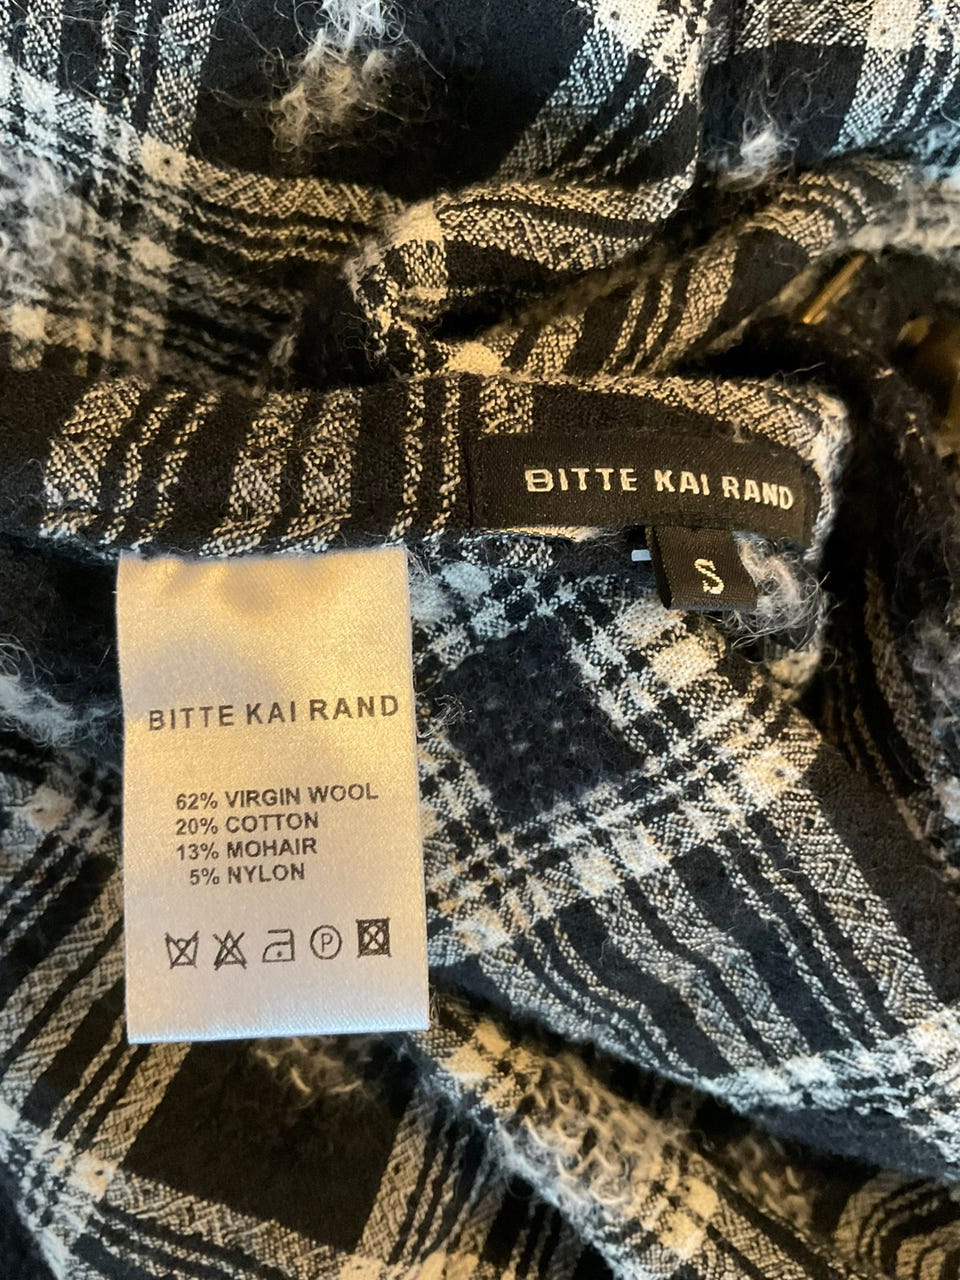 BITTE KAI RAND
S
BITTE KAI RAND
62% VIRGIN WOOL
20% COTTON
13% MOHAIR
5% NYLON
P